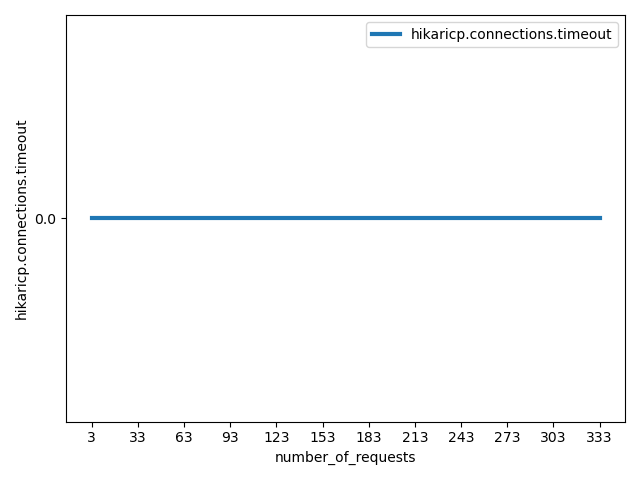 hikaricp.connections.timeout
hikaricp.connections.timeout
0.0
3 33 63 93 123 153 183 213 243 273 303 333
number_of_requests